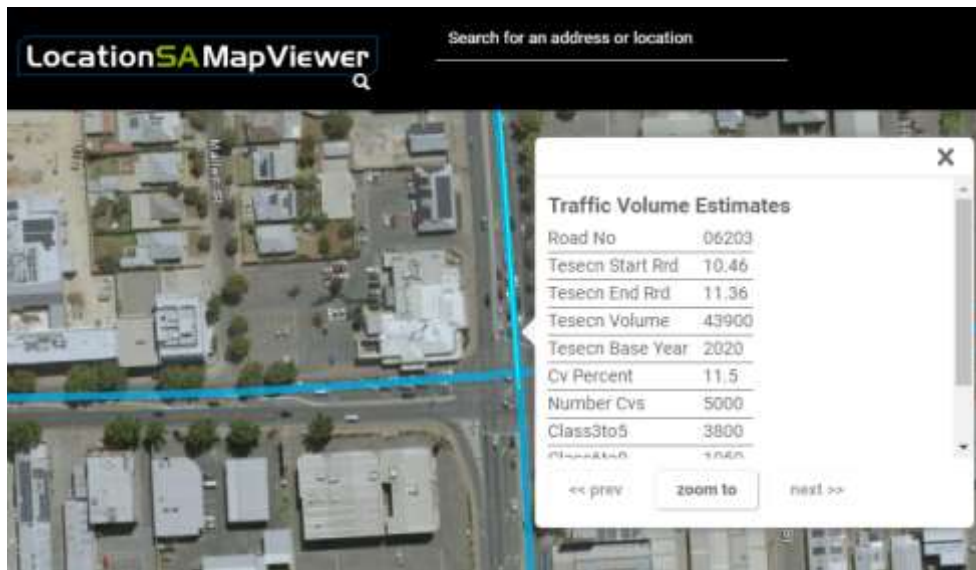 Search for an address or location
LocationSAMapViewer
Traffic Volume Estimates
Road No 06203
Tesecn Start Rrd 10.46
Tesecn End Rrd 11.36
Tesecn Volume 43900
Tesecn Base Year 2020
Cv Percent 11.5
Number Cvs 5000
Class3to5 3800
<< prev zoom to next >>